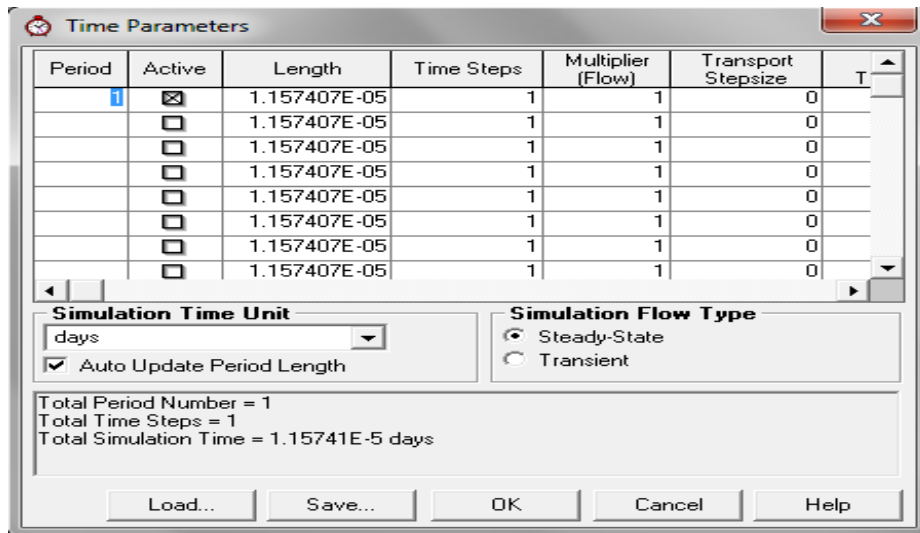 Time Parameters
Period Active Length Time Steps Multiplier (Flow) Transport Stepsize T
1 1.157407E-05 1 1 0
1.157407E-05 1 1 0
1.157407E-05 1 1 0
1.157407E-05 1 1 0
1.157407E-05 1 1 0
1.157407E-05 1 1 0
1.157407E-05 1 1 0
1.157407E-05 1 1 0
Simulation Time Unit
days
Auto Update Period Length
Simulation Flow Type
Steady-State
Transient
Total Period Number = 1
Total Time Steps = 1
Total Simulation Time = 1.15741E-5 days
Load... Save... OK Cancel Help